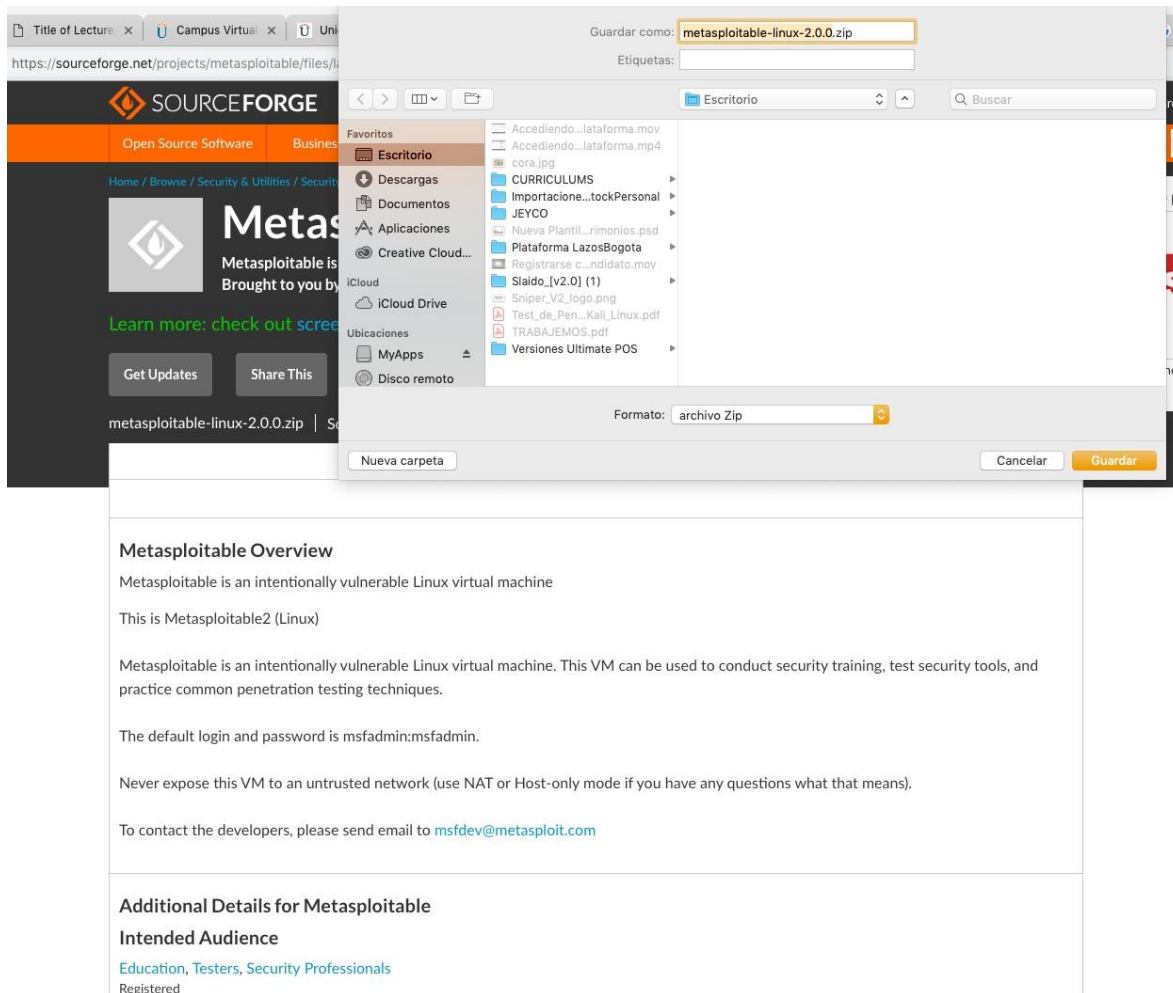 Title of Lecture
Campus Virtual
Uni
https://sourceforge.net/projects/metasploitable/files/la
SOURCEFORGE
Open Source Software
Busines
Home / Browse / Security & Utilities / Security
Metas
Metasploitable is
Brought to you by
Learn more: check out scree
Get Updates
Share This
metasploitable-linux-2.0.0.zip
Guardar como: metasploitable-linux-2.0.0.zip
Etiquetas:
Escritorio
Buscar
Favoritos
Escritorio
Descargas
Documentos
Aplicaciones
Creative Cloud...
iCloud
iCloud Drive
Ubicaciones
MyApps
Disco remoto
Accediendo...lataforma.mov
Accediendo...lataforma.mp4
cora.jpg
CURRICULUMS
Importacione...tockPersonal
JEYCO
Nueva Plantil...rimonios.psd
Plataforma LazosBogota
Registrarse c...ndidato.mov
Slaido_[v2.0] (1)
Sniper_V2_logo.png
Test_de_Pen...Kali_Linux.pdf
TRABAJEMOS.pdf
Versiones Ultimate POS
Formato: archivo Zip
Nueva carpeta
Cancelar
Guardar
Metasploitable Overview
Metasploitable is an intentionally vulnerable Linux virtual machine
This is Metasploitable2 (Linux)
Metasploitable is an intentionally vulnerable Linux virtual machine. This VM can be used to conduct security training, test security tools, and
practice common penetration testing techniques.
The default login and password is msfadmin:msfadmin.
Never expose this VM to an untrusted network (use NAT or Host-only mode if you have any questions what that means).
To contact the developers, please send email to msfdev@metasploit.com
Additional Details for Metasploitable
Intended Audience
Education, Testers, Security Professionals
Registered